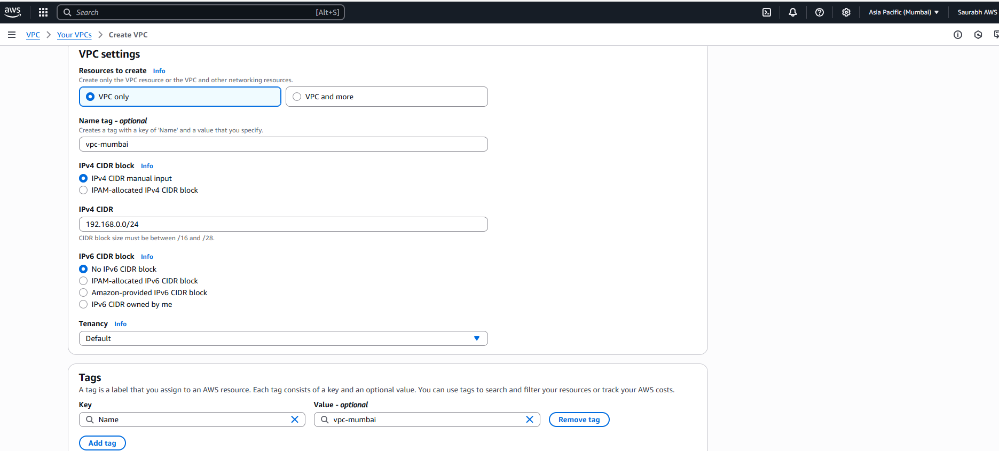 aws
Search [Alt+S]
Asia Pacific (Mumbai)
Saurabh AWS
VPC > Your VPCs > Create VPC
VPC settings
Resources to create Info
Create only the VPC resource or the VPC and other networking resources.
VPC only
VPC and more
Name tag - optional
Creates a tag with a key of 'Name' and a value that you specify.
vpc-mumbai
IPv4 CIDR block Info
IPv4 CIDR manual input
IPAM-allocated IPv4 CIDR block
IPv4 CIDR
192.168.0.0/24
CIDR block size must be between /16 and /28.
IPv6 CIDR block Info
No IPv6 CIDR block
IPAM-allocated IPv6 CIDR block
Amazon-provided IPv6 CIDR block
IPv6 CIDR owned by me
Tenancy Info
Default
Tags
A tag is a label that you assign to an AWS resource. Each tag consists of a key and an optional value. You can use tags to search and filter your resources or track your AWS costs.
Key
Value - optional
Name
vpc-mumbai
Remove tag
Add tag